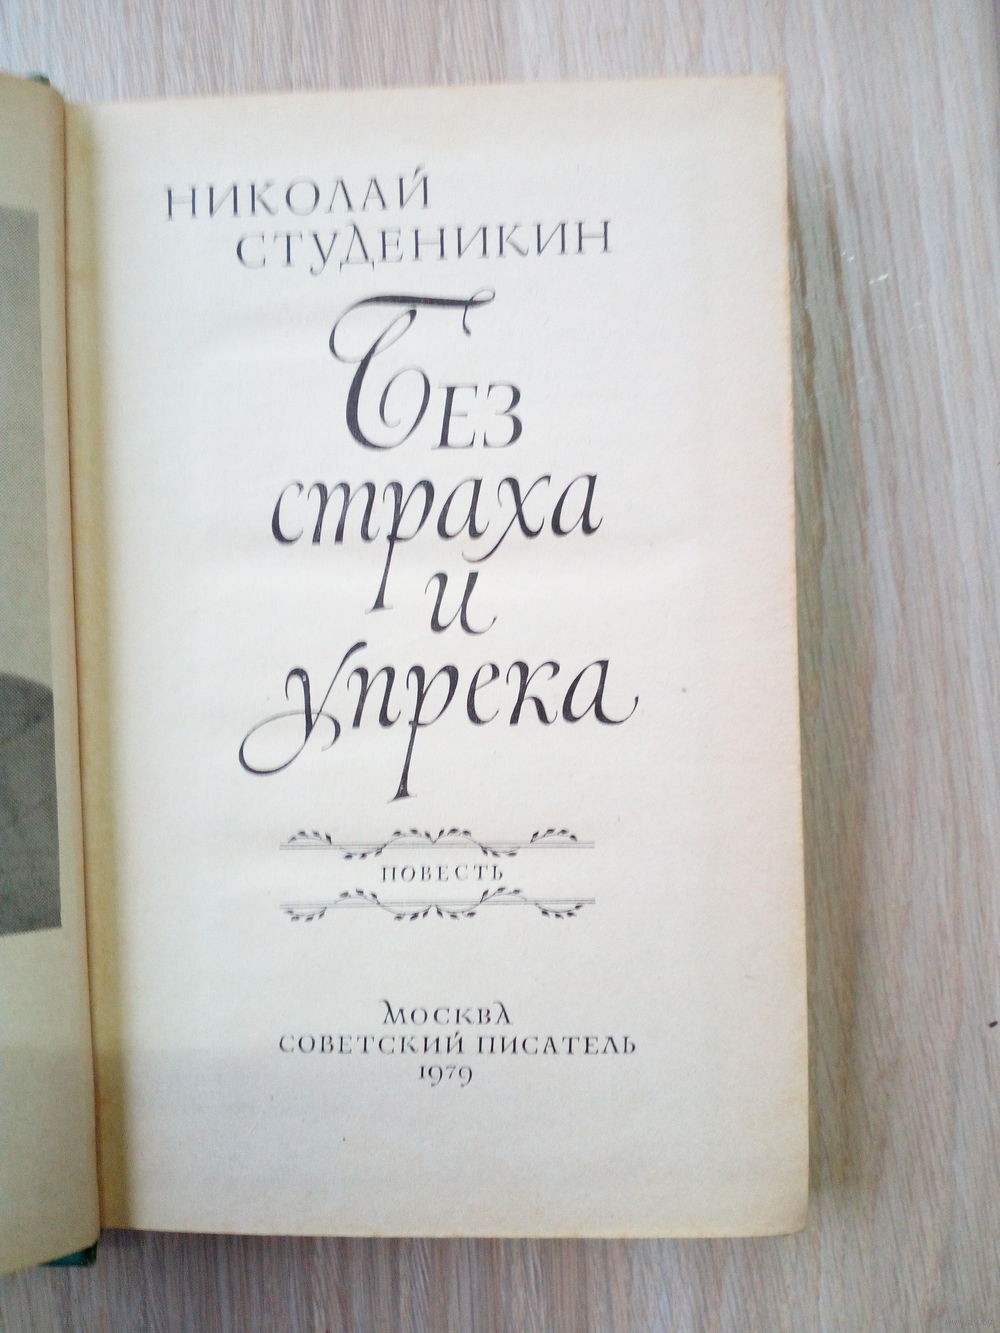 НИКОЛАЙ
СТУДЕНИКИН
Без
страха
и
упрека
ПОВЕСТЬ
МОСКВА
СОВЕТСКИЙ ПИСАТЕЛЬ
1979